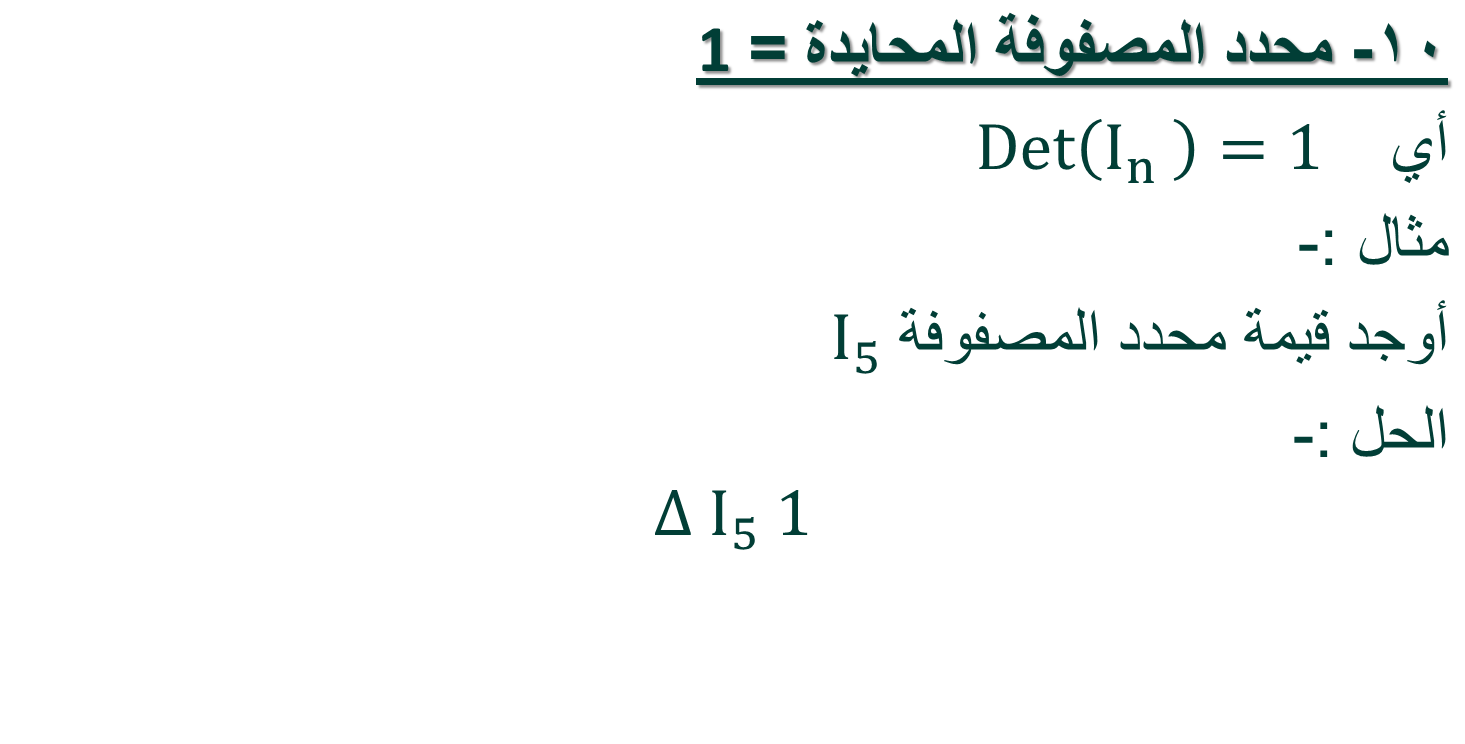 ١٠- محدد المصفوفة المحايدة = 1
أي Det(Iₙ ) = 1
مثال :-
أوجد قيمة محدد المصفوفة I₅
الحل :-
Δ I₅ 1